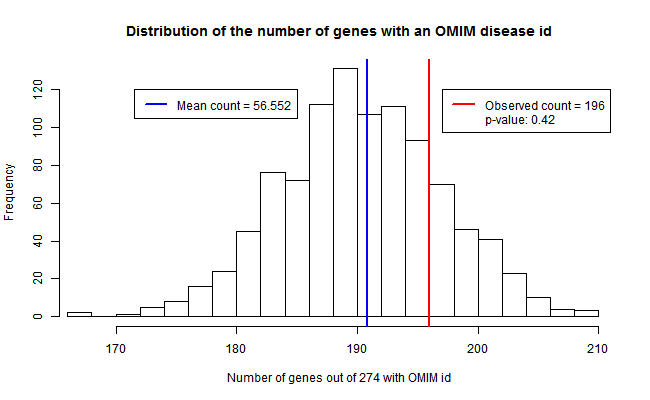 Distribution of the number of genes with an OMIM disease id
Mean count = 56.552
Observed count = 196
p-value: 0.42
Frequency
0
20
40
60
80
100
120
170
180
190
200
210
Number of genes out of 274 with OMIM id